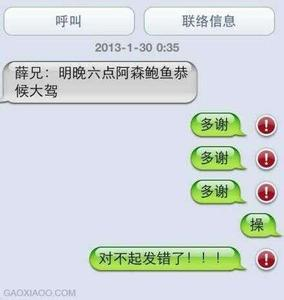 呼叫
联络信息
2013-1-30 0:35
薛兄：明晚六点阿森鲍鱼恭
候大驾
多谢
多谢
多谢
操
对不起发错了！！！
GAOXIAOO.COM